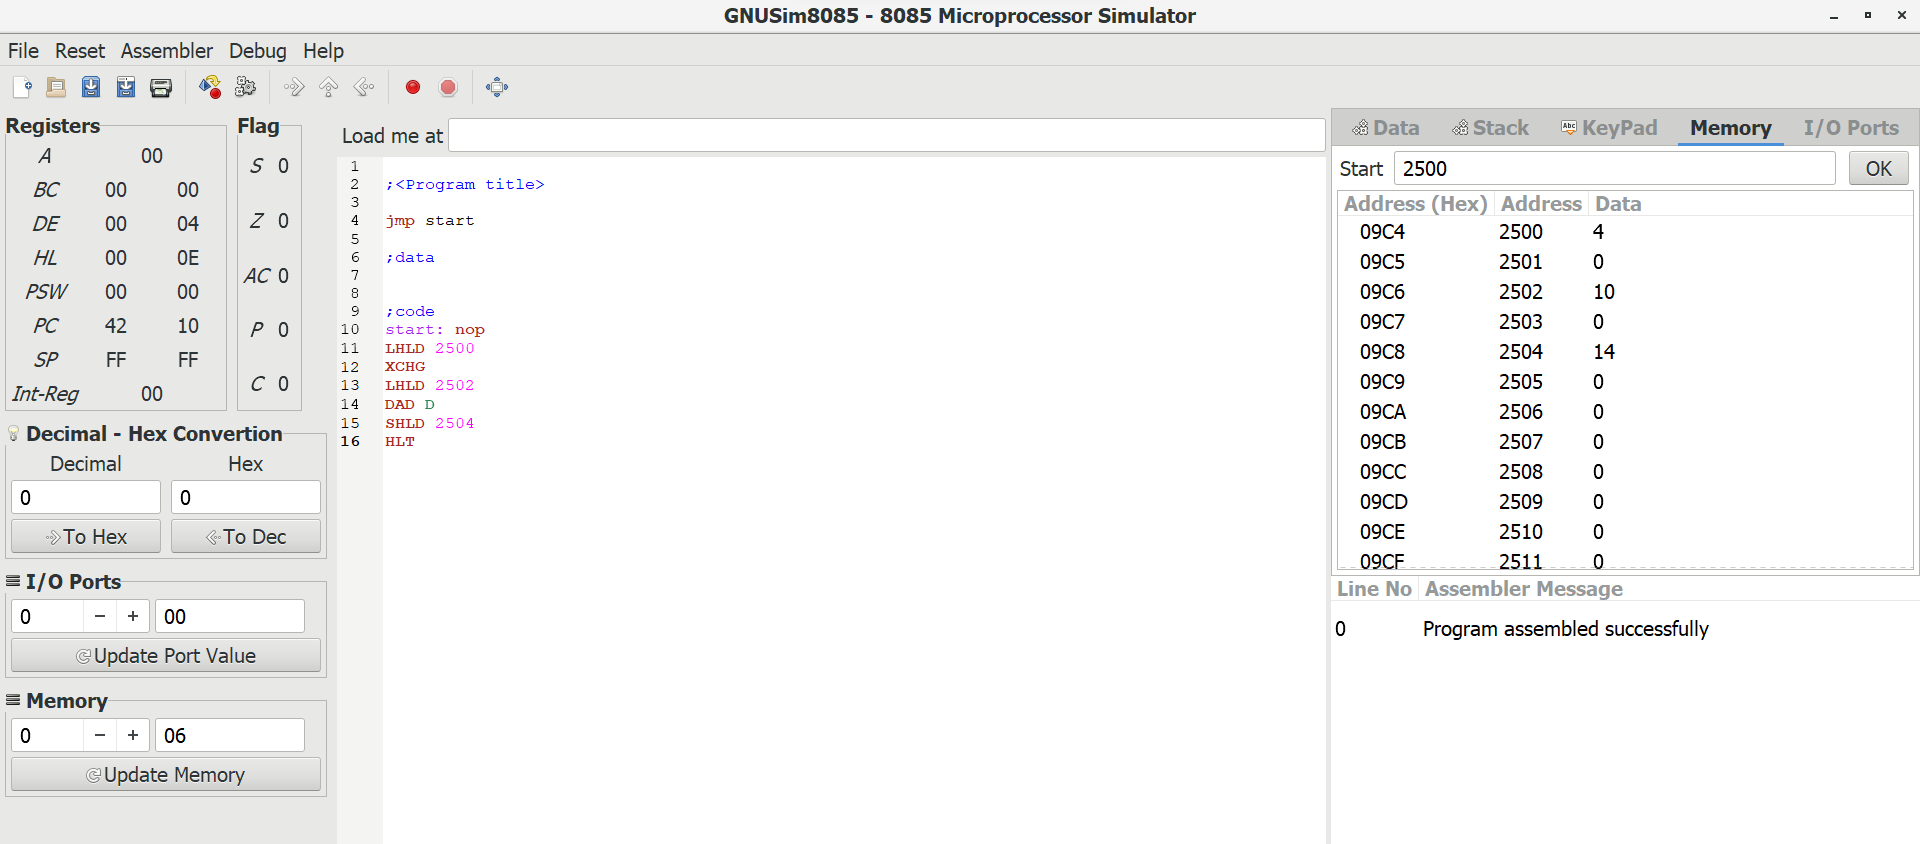 GNUSim8085 - 8085 Microprocessor Simulator
File Reset Assembler Debug Help
Registers
A 00
BC 00 00
DE 00 04
HL 00 0E
PSW 00 00
PC 42 10
SP FF FF
Int-Reg 00
Flag
S 0
Z 0
AC 0
P 0
C 0
Decimal - Hex Convertion
Decimal Hex
0 0
To Hex To Dec
I/O Ports
0 − + 00
Update Port Value
Memory
0 − + 06
Update Memory
Load me at
1
2 ;<Program title>
3
4 jmp start
5
6 ;data
7
8
9 ;code
10 start: nop
11 LHLD 2500
12 XCHG
13 LHLD 2502
14 DAD D
15 SHLD 2504
16 HLT
Data Stack Abc KeyPad Memory I/O Ports
Start 2500 OK
Address (Hex) Address Data
09C4 2500 4
09C5 2501 0
09C6 2502 10
09C7 2503 0
09C8 2504 14
09C9 2505 0
09CA 2506 0
09CB 2507 0
09CC 2508 0
09CD 2509 0
09CE 2510 0
09CF 2511 0
Line No Assembler Message
0 Program assembled successfully